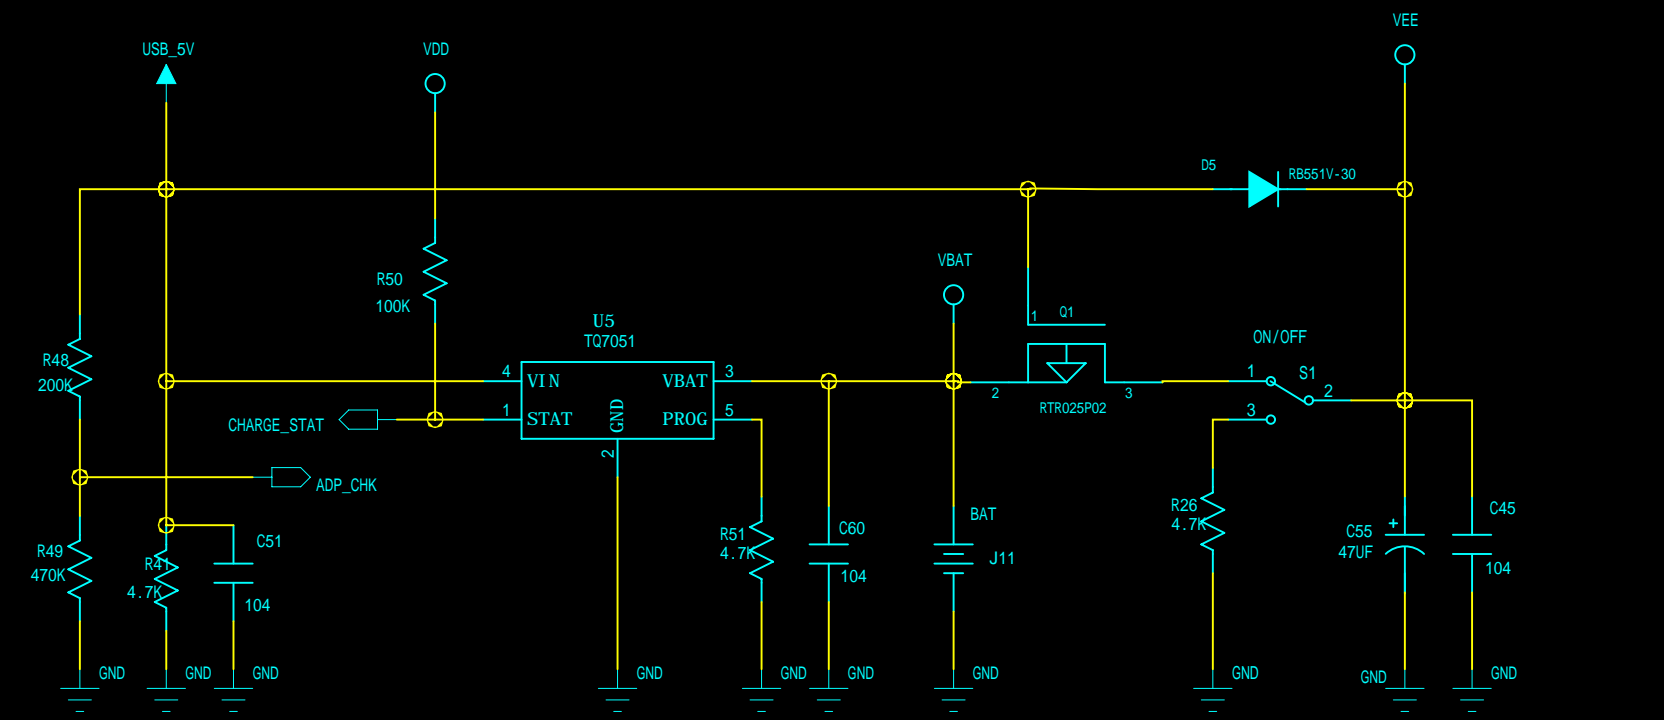 VEE
USB_5V
VDD
D5
RB551V-30
VBAT
R50
100K
1
Q1
U5
TQ7051
ON/OFF
R48
200K
4
VIN
VBAT
3
2
3
RTR025P02
1
S1
2
3
CHARGE_STAT
1
STAT
GND
PROG
5
2
ADP_CHK
R49
470K
R41
4.7K
C51
104
R51
4.7K
C60
104
BAT
J11
R26
4.7K
C55
+
47UF
C45
104
GND
GND
GND
GND
GND
GND
GND
GND
GND
GND